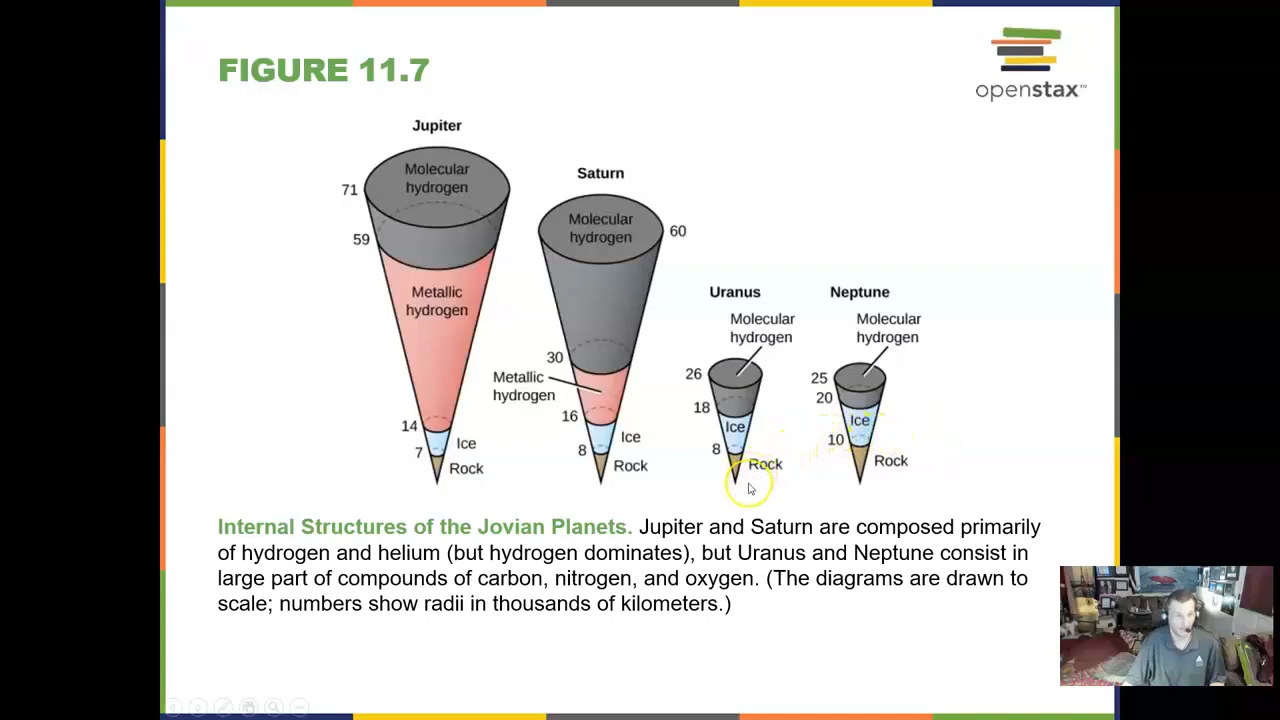 FIGURE 11.7
openstax™
Jupiter
Molecular
hydrogen
71
59
Metallic
hydrogen
14
7
Ice
Rock
Saturn
Molecular
hydrogen
60
30
Metallic
hydrogen
16
8
Ice
Rock
Uranus
Molecular
hydrogen
26
18
Ice
8
Rock
Neptune
Molecular
hydrogen
25
20
Ice
10
Rock
Internal Structures of the Jovian Planets. Jupiter and Saturn are composed primarily
of hydrogen and helium (but hydrogen dominates), but Uranus and Neptune consist in
large part of compounds of carbon, nitrogen, and oxygen. (The diagrams are drawn to
scale; numbers show radii in thousands of kilometers.)